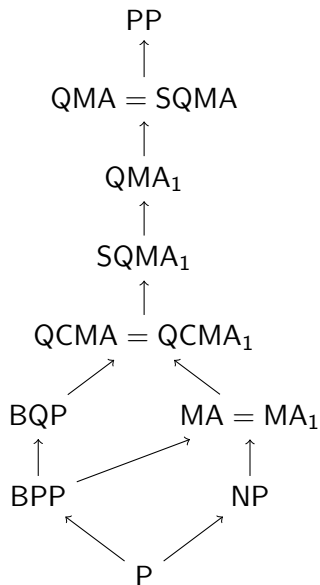 PP
QMA = SQMA
QMA₁
SQMA₁
QCMA = QCMA₁
BQP MA = MA₁
BPP NP
P